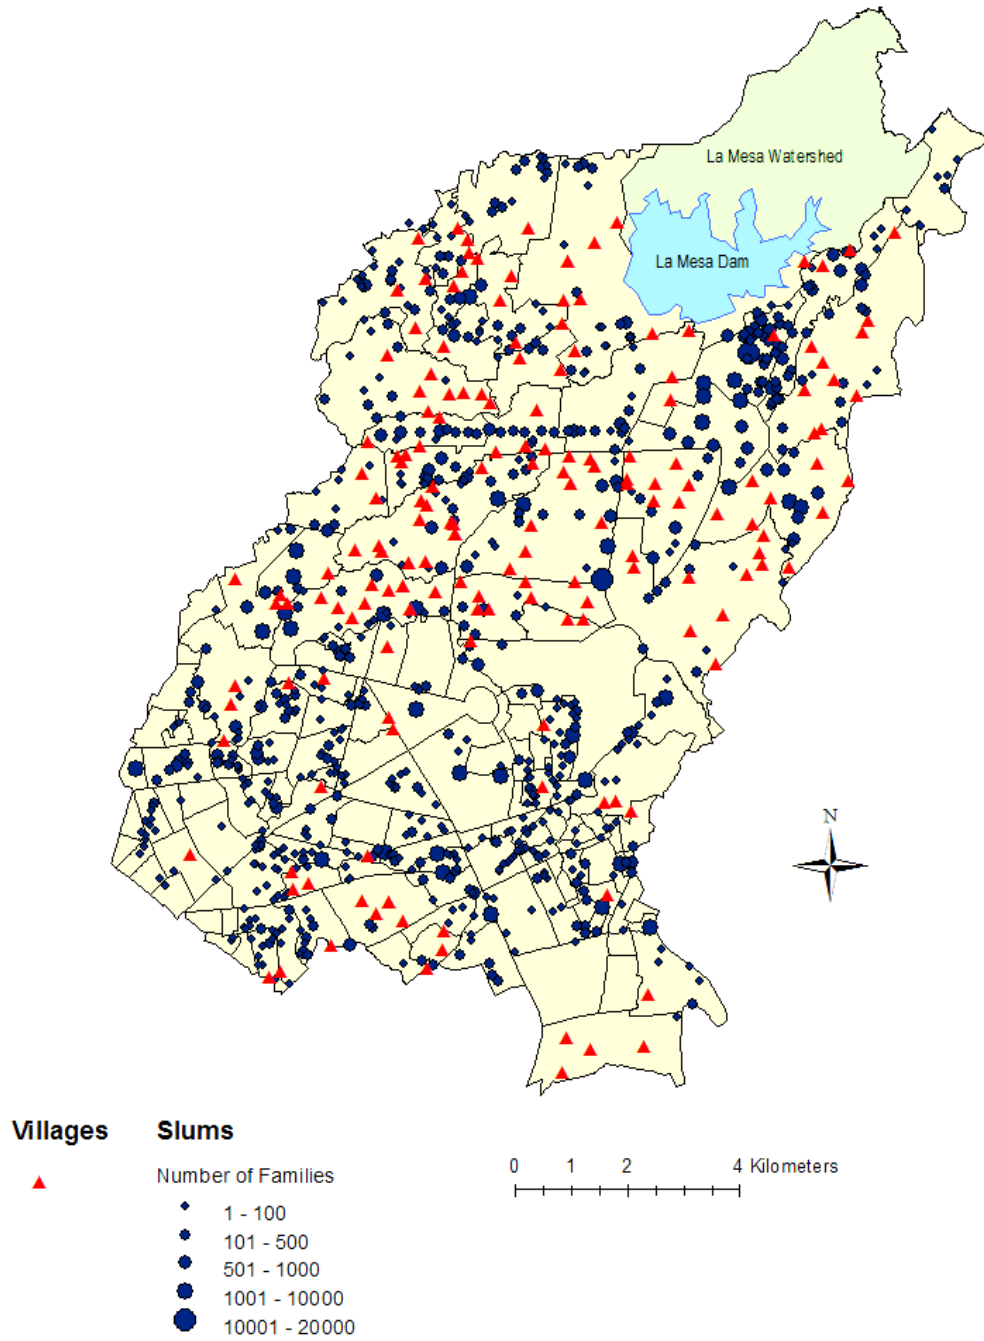 La Mesa Watershed
La Mesa Dam
N
Villages Slums
Number of Families
1 - 100
101 - 500
501 - 1000
1001 - 10000
10001 - 20000
0 1 2 4 Kilometers